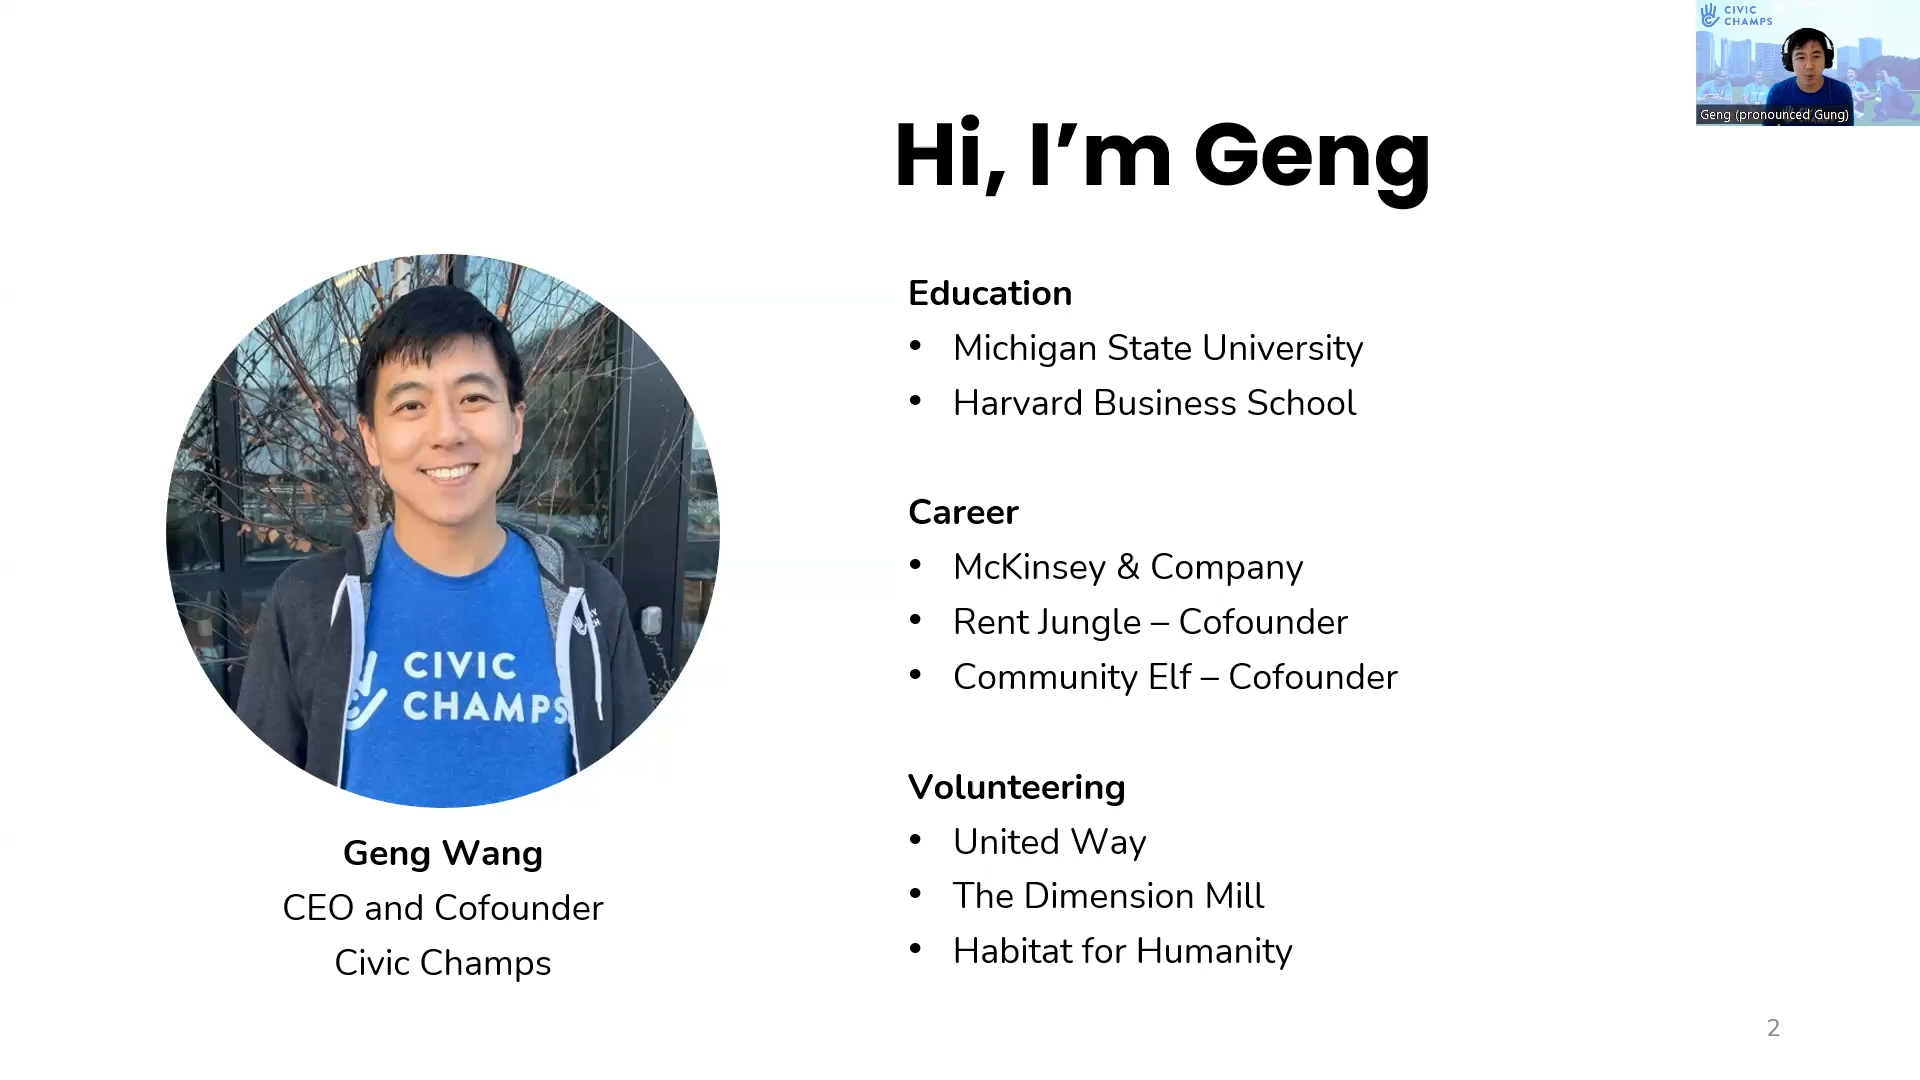 CIVIC
CHAMPS
Geng (pronounced Gung)
Hi, I’m Geng
CIVIC
CHAMPS
Geng Wang
CEO and Cofounder
Civic Champs
Education
• Michigan State University
• Harvard Business School
Career
• McKinsey & Company
• Rent Jungle – Cofounder
• Community Elf – Cofounder
Volunteering
• United Way
• The Dimension Mill
• Habitat for Humanity
2